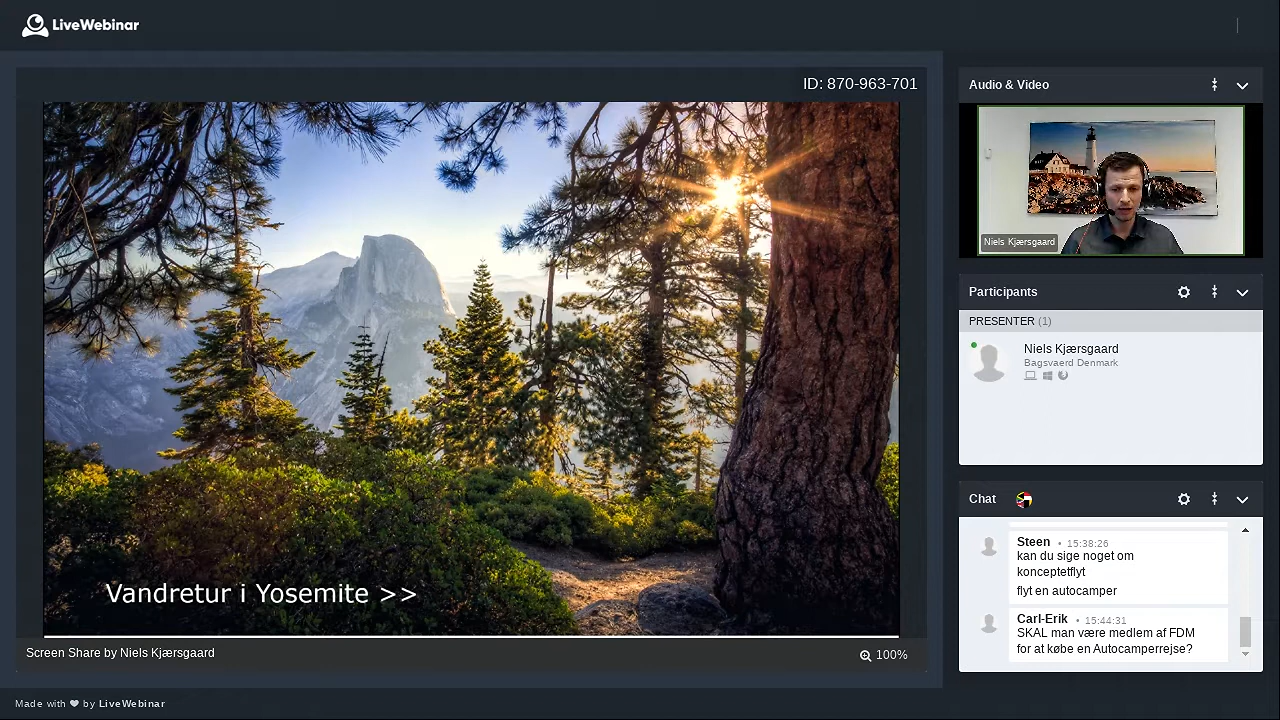 LiveWebinar
ID: 870-963-701
Vandretur i Yosemite >>
Screen Share by Niels Kjærsgaard
100%
Audio & Video
Niels Kjærsgaard
Participants
PRESENTER (1)
Niels Kjærsgaard
Bagsvaerd Denmark
Chat
Steen • 15:38:26
kan du sige noget om
konceptetflyt
flyt en autocamper
Carl-Erik • 15:44:31
SKAL man være medlem af FDM
for at købe en Autocamperrejse?
Made with by LiveWebinar